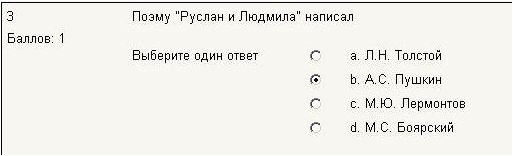 3 Поэму "Руслан и Людмила" написал
Баллов: 1
Выберите один ответ a. Л.Н. Толстой
b. А.С. Пушкин
c. М.Ю. Лермонтов
d. М.С. Боярский